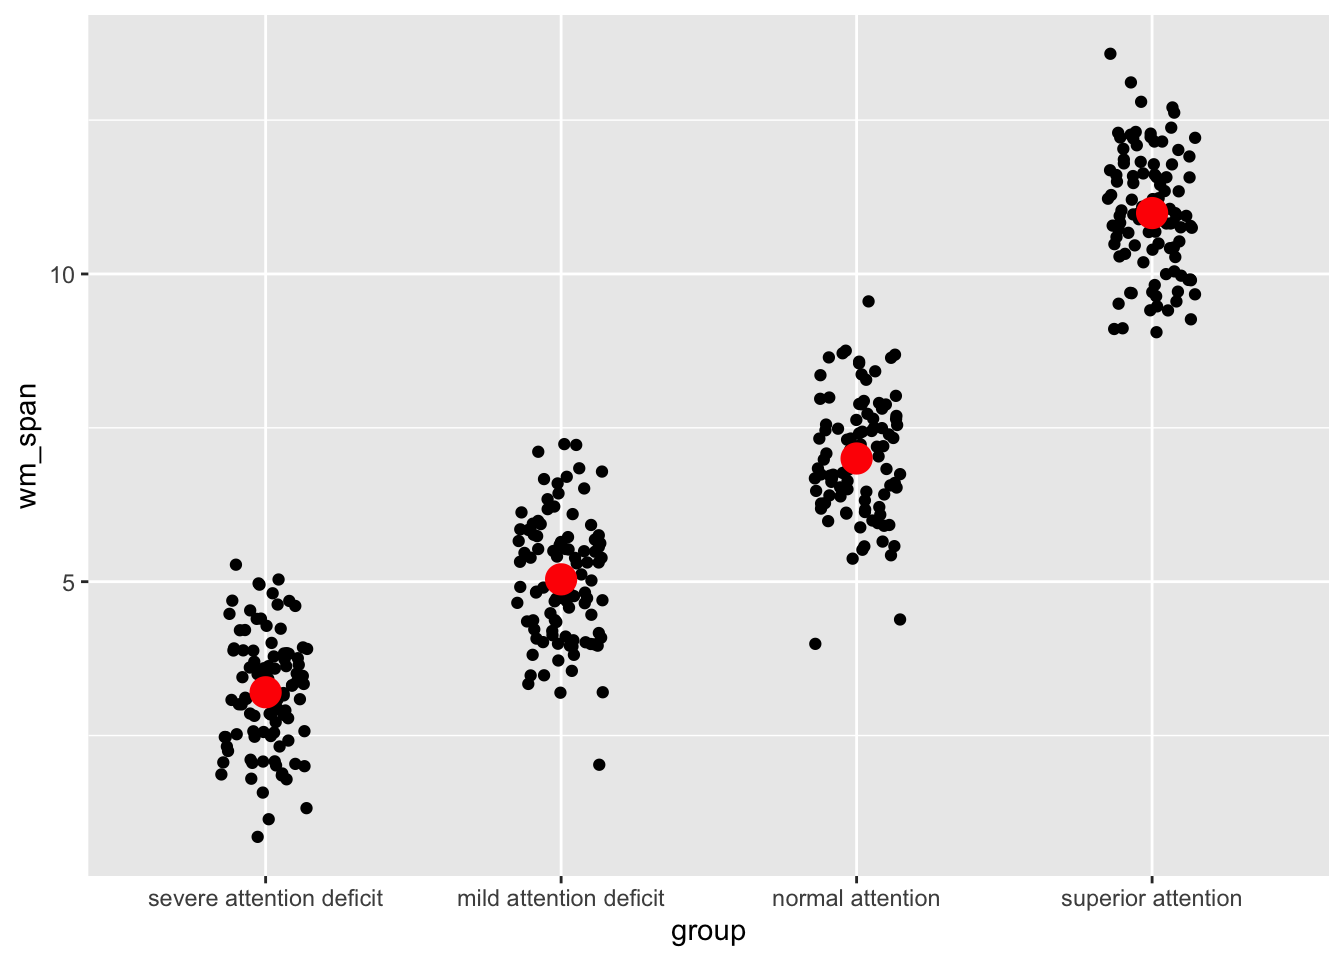 wm_span
10
5
severe attention deficit
mild attention deficit
normal attention
superior attention
group